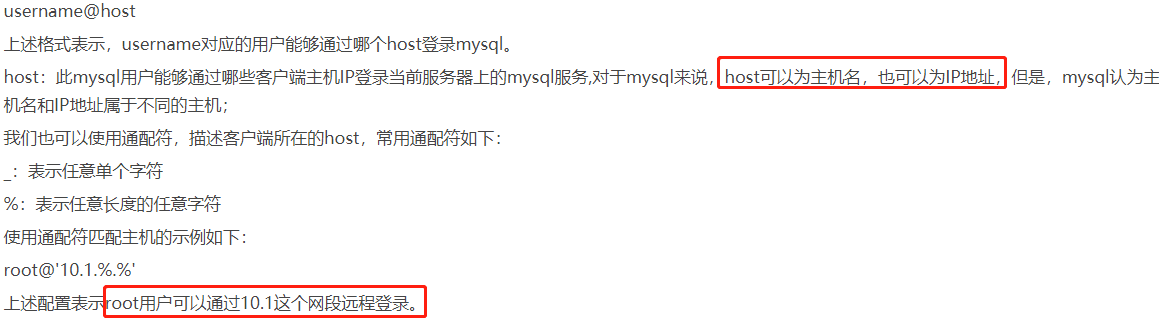 username@host
上述格式表示，username对应的用户能够通过哪个host登录mysql。
host：此mysql用户能够通过哪些客户端主机IP登录当前服务器上的mysql服务,对于mysql来说，host可以为主机名，也可以为IP地址，但是，mysql认为主
机名和IP地址属于不同的主机；
我们也可以使用通配符，描述客户端所在的host，常用通配符如下：
_：表示任意单个字符
%：表示任意长度的任意字符
使用通配符匹配主机的示例如下：
root@'10.1.%.%'
上述配置表示root用户可以通过10.1这个网段远程登录。